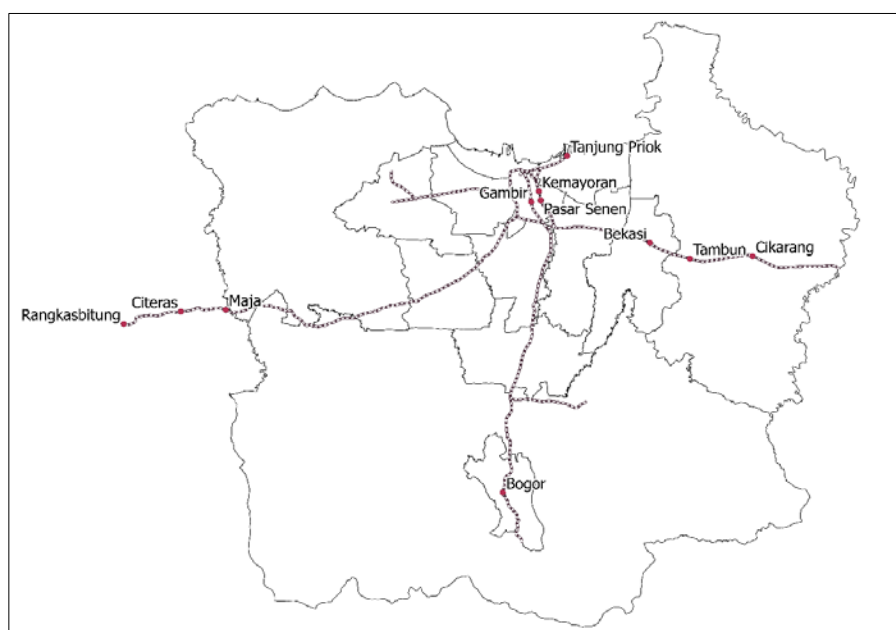 Tanjung Priok
Kemayoran
Gambir
Pasar Senen
Bekasi
Tambun
Cikarang
Maja
Citeras
Rangkasbitung
Bogor